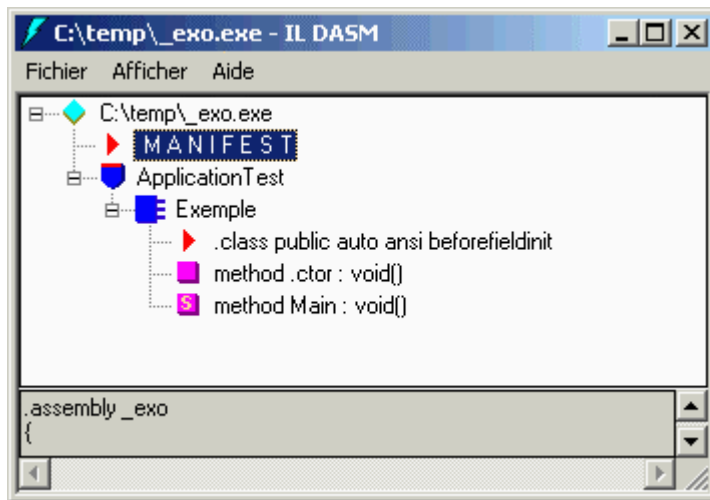 C:\temp\_exo.exe - IL DASM
Fichier Afficher Aide
C:\temp\_exo.exe
M A N I F E S T
ApplicationTest
Exemple
.class public auto ansi beforefieldinit
method .ctor : void()
S method Main : void()
.assembly _exo
{